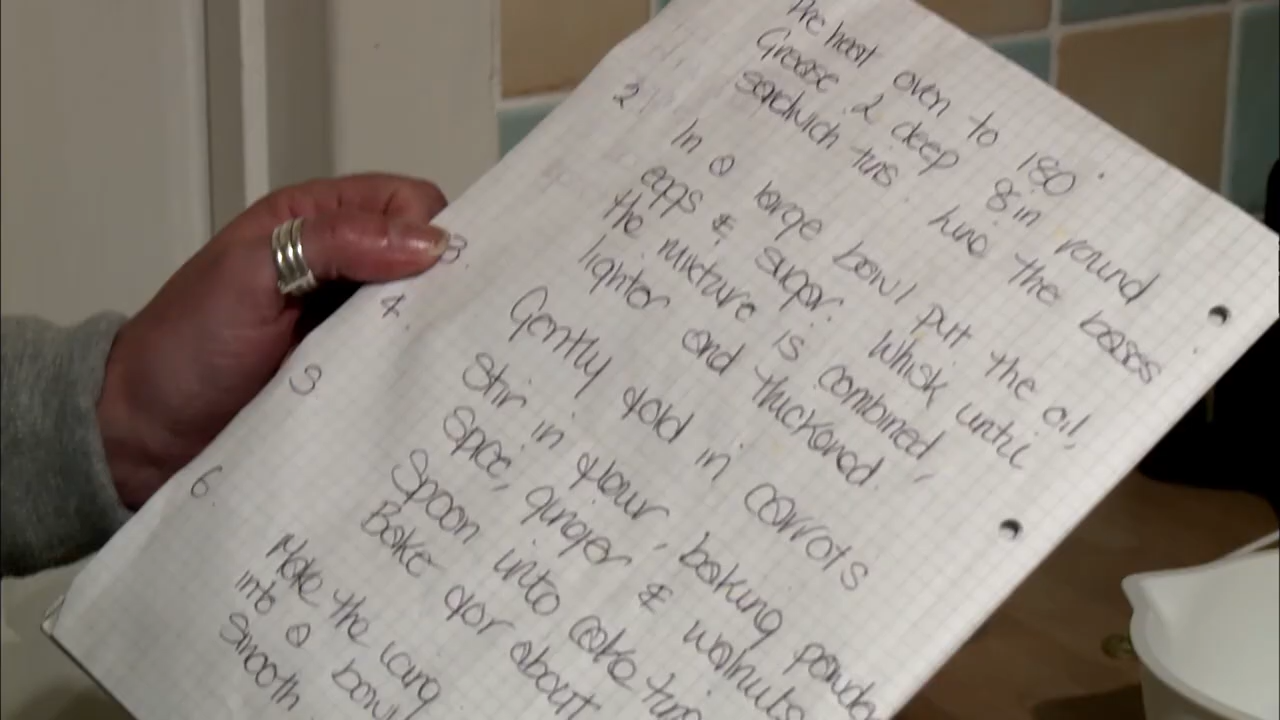 Pre heat oven to 180.
Grease 2 deep 8in round
sandwich tins. Line the bases.
2. In a large bowl put the oil,
eggs & sugar. Whisk until
the mixture is combined,
lighter and thickened.
3. Gently fold in carrots
4. Stir in flour, baking powder
spice, ginger & walnuts
5 Spoon into cake tins
Bake for about
6. Make the icing
into a bowl
smooth